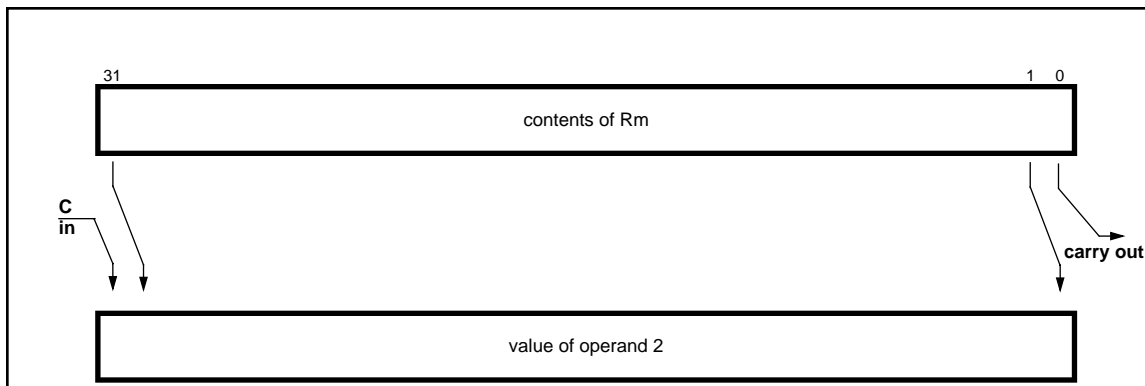 31 1 0
contents of Rm
C
in
carry out
value of operand 2